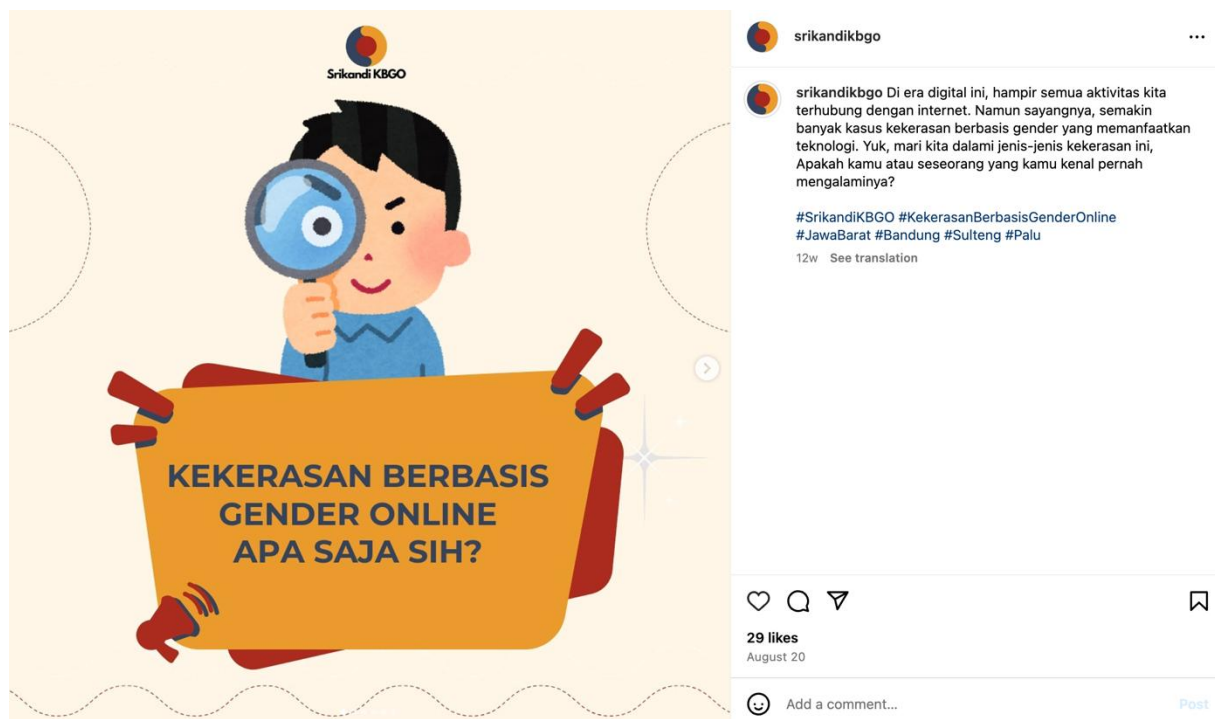 Srikandi KBGO
KEKERASAN BERBASIS
GENDER ONLINE
APA SAJA SIH?
srikandikbgo
srikandikbgo Di era digital ini, hampir semua aktivitas kita
terhubung dengan internet. Namun sayangnya, semakin
banyak kasus kekerasan berbasis gender yang memanfaatkan
teknologi. Yuk, mari kita dalami jenis-jenis kekerasan ini,
Apakah kamu atau seseorang yang kamu kenal pernah
mengalaminya?
#SrikandiKBGO #KekerasanBerbasisGenderOnline
#JawaBarat #Bandung #Sulteng #Palu
12w See translation
29 likes
August 20
Add a comment... Post